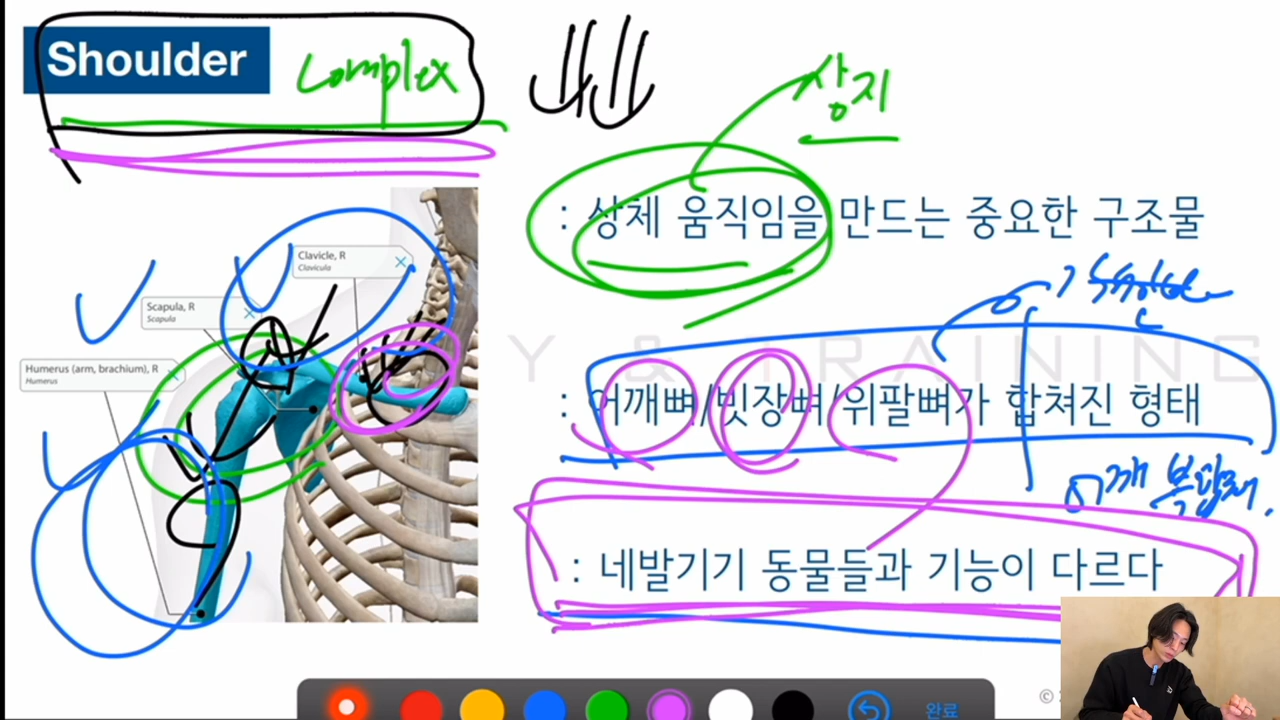 Shoulder complex
상지
: 상체 움직임을 만드는 중요한 구조물
Clavicle, R
Clavicula
Scapula, R
Scapula
Humerus (arm, brachium), R
Humerus
Y & TRAINING
: 어깨뼈/빗장뼈/위팔뼈가 합쳐진 형태
어깨 복합체.
: 네발기기 동물들과 기능이 다르다
©
완료